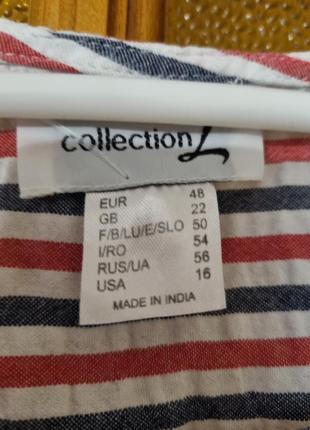 collection L
EUR 48
GB 22
F/B/LU/E/SLO 50
I/RO 54
RUS/UA 56
USA 16
MADE IN INDIA